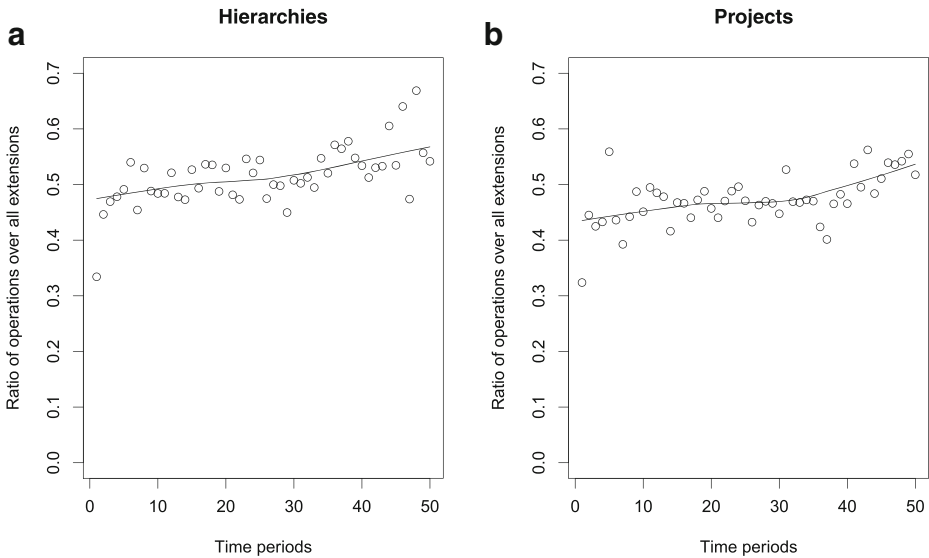 a
Hierarchies
Ratio of operations over all extensions
0.7
0.6
0.5
0.4
0.3
0.2
0.1
0.0
0 10 20 30 40 50
Time periods
b
Projects
Ratio of operations over all extensions
0.7
0.6
0.5
0.4
0.3
0.2
0.1
0.0
0 10 20 30 40 50
Time periods